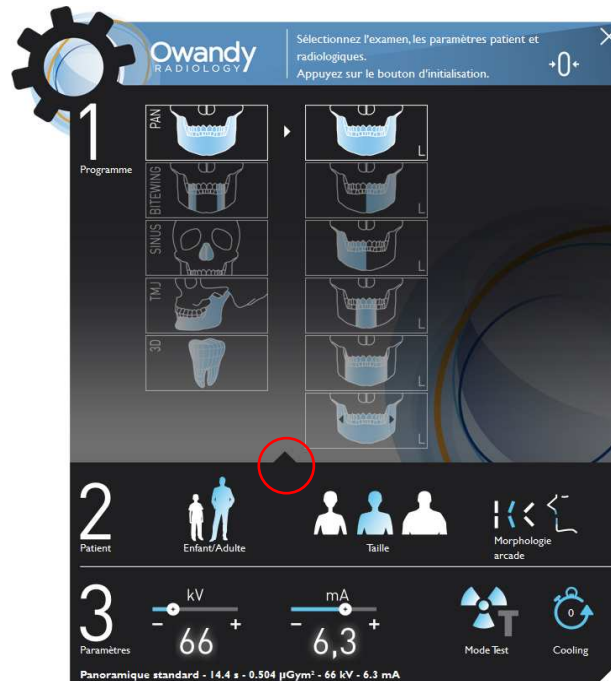 Owandy
RADIOLOGY
Sélectionnez l'examen, les paramètres patient et
radiologiques.
Appuyez sur le bouton d'initialisation.
0
1
Programme
PAN
BITEWING
SINUS
TMJ
3D
L
L
L
L
L
L
2
Patient
Enfant/Adulte
Taille
Morphologie
arcade
3
Paramètres
kV
- +
66
mA
- +
6,3
T
Mode Test
0
Cooling
Panoramique standard - 14.4 s - 0.504 µGym² - 66 kV - 6.3 mA